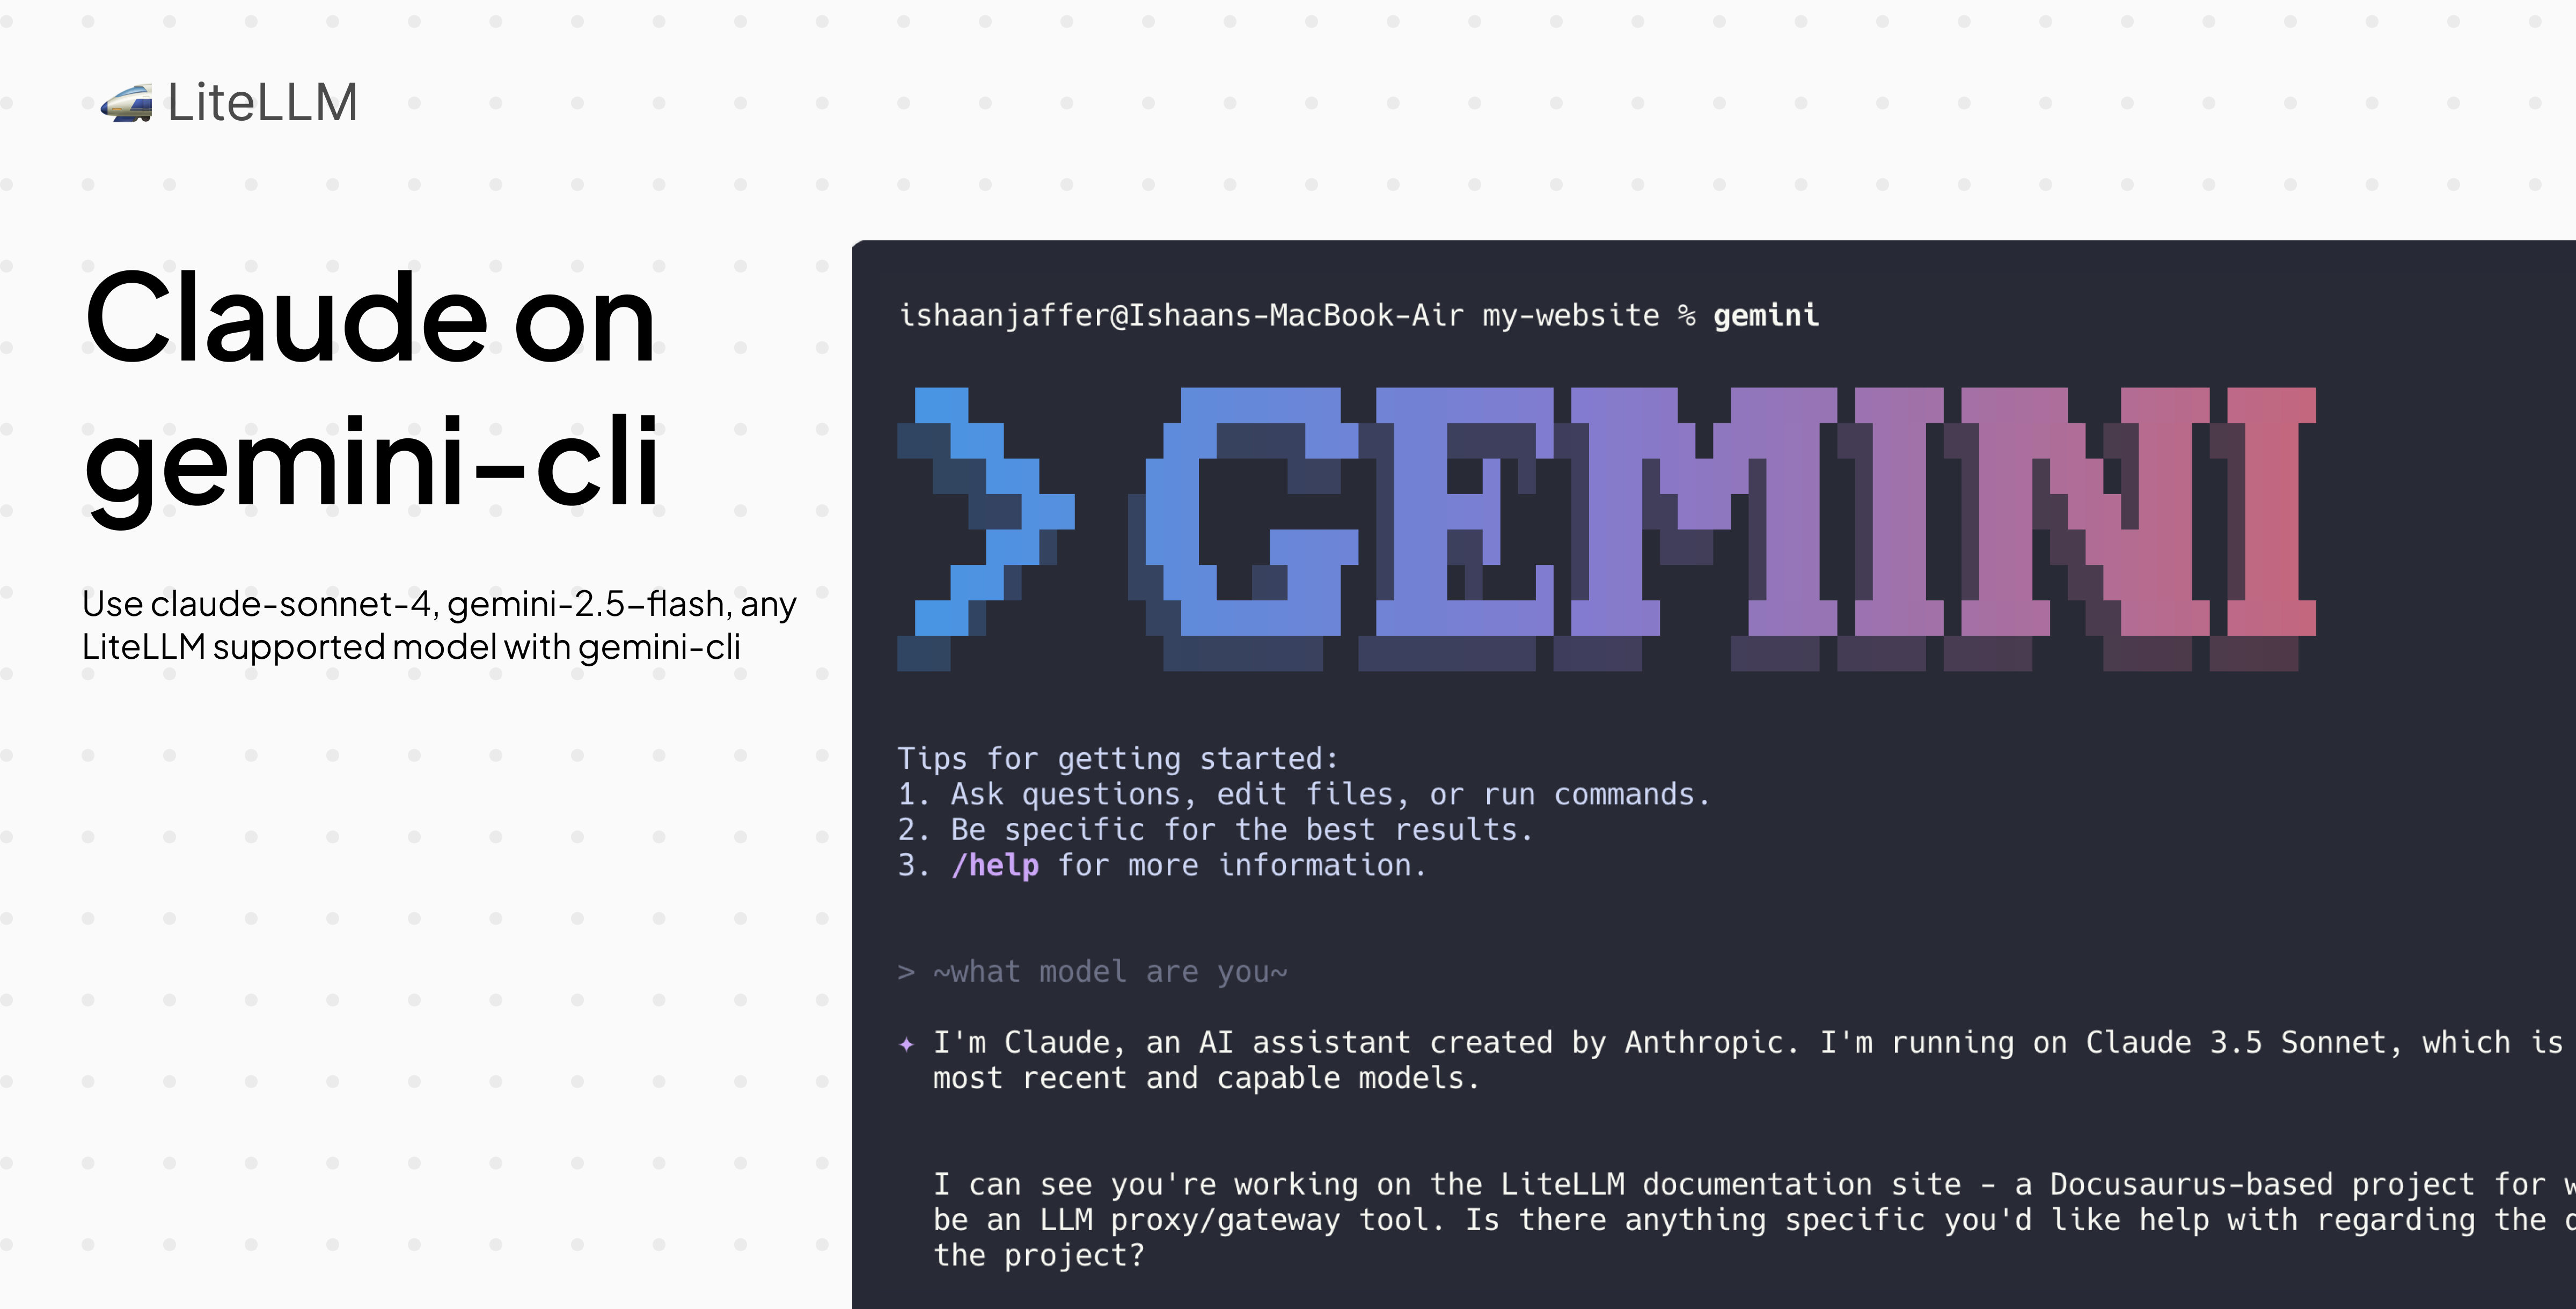 LiteLLM
Claude on
gemini-cli
Use claude-sonnet-4, gemini-2.5-flash, any
LiteLLM supported model with gemini-cli
ishaanjaffer@Ishaans-MacBook-Air my-website % gemini
> GEMINI
Tips for getting started:
1. Ask questions, edit files, or run commands.
2. Be specific for the best results.
3. /help for more information.
> ~what model are you~
✦ I'm Claude, an AI assistant created by Anthropic. I'm running on Claude 3.5 Sonnet, which is
most recent and capable models.
I can see you're working on the LiteLLM documentation site - a Docusaurus-based project for
be an LLM proxy/gateway tool. Is there anything specific you'd like help with regarding the
the project?